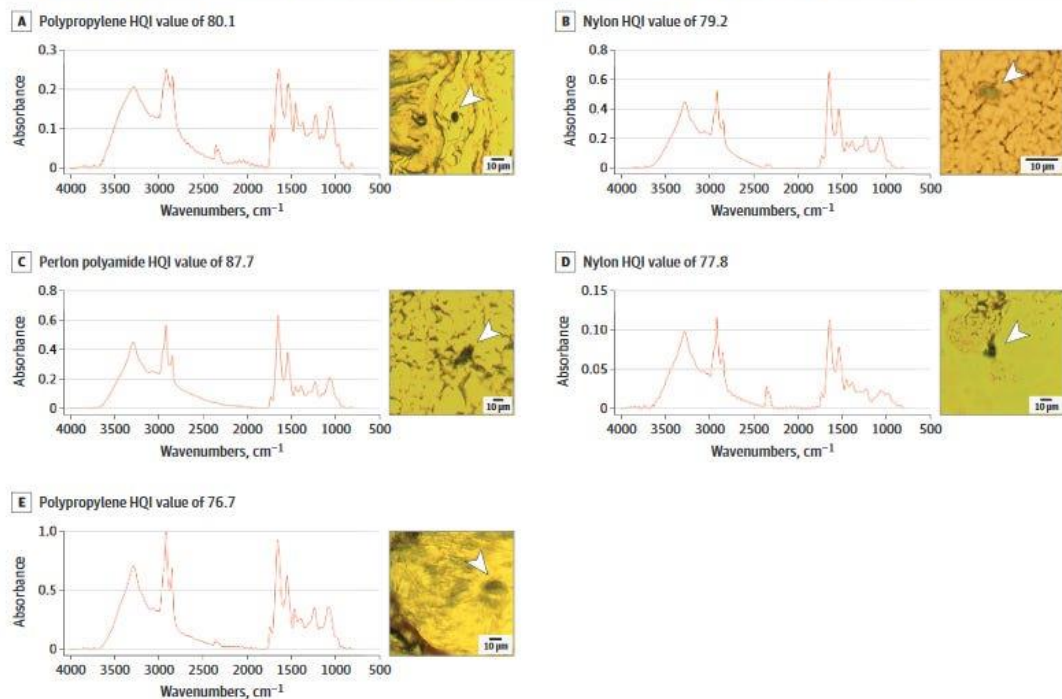 A Polypropylene HQI value of 80.1
0.3
0.2
0.1
0
Absorbance
4000 3500 3000 2500 2000 1500 1000 500
Wavenumbers, cm⁻¹
10 µm
B Nylon HQI value of 79.2
0.8
0.6
0.4
0.2
0
Absorbance
4000 3500 3000 2500 2000 1500 1000 500
Wavenumbers, cm⁻¹
10 µm
C Perlon polyamide HQI value of 87.7
0.8
0.6
0.4
0.2
0
Absorbance
4000 3500 3000 2500 2000 1500 1000 500
Wavenumbers, cm⁻¹
10 µm
D Nylon HQI value of 77.8
0.15
0.10
0.05
0
Absorbance
4000 3500 3000 2500 2000 1500 1000 500
Wavenumbers, cm⁻¹
10 µm
E Polypropylene HQI value of 76.7
1.0
0.5
0
Absorbance
4000 3500 3000 2500 2000 1500 1000 500
Wavenumbers, cm⁻¹
10 µm